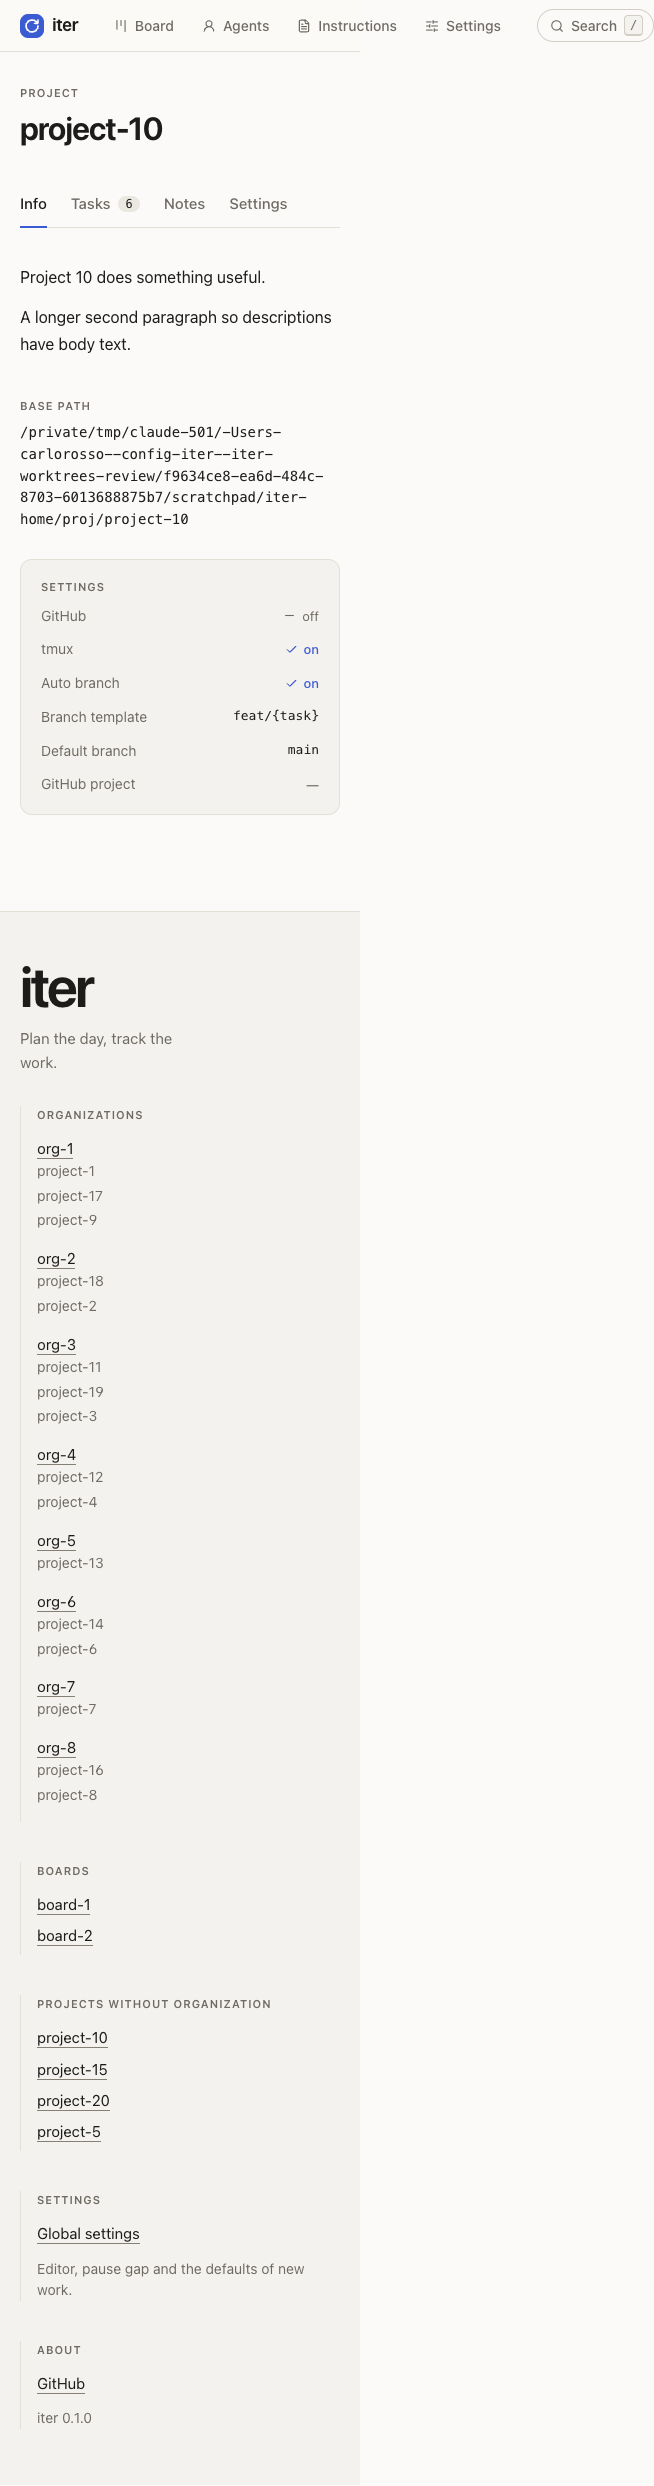 iter Board Agents Instructions Settings Search /
PROJECT
project-10
Info Tasks 6 Notes Settings
Project 10 does something useful.
A longer second paragraph so descriptions
have body text.
BASE PATH
/private/tmp/claude-501/-Users-
carlorosso--config-iter--iter-
worktrees-review/f9634ce8-ea6d-484c-
8703-6013688875b7/scratchpad/iter-
home/proj/project-10
SETTINGS
GitHub — off
tmux ✓ on
Auto branch ✓ on
Branch template feat/{task}
Default branch main
GitHub project —
iter
Plan the day, track the
work.
ORGANIZATIONS
org-1
project-1
project-17
project-9
org-2
project-18
project-2
org-3
project-11
project-19
project-3
org-4
project-12
project-4
org-5
project-13
org-6
project-14
project-6
org-7
project-7
org-8
project-16
project-8
BOARDS
board-1
board-2
PROJECTS WITHOUT ORGANIZATION
project-10
project-15
project-20
project-5
SETTINGS
Global settings
Editor, pause gap and the defaults of new
work.
ABOUT
GitHub
iter 0.1.0